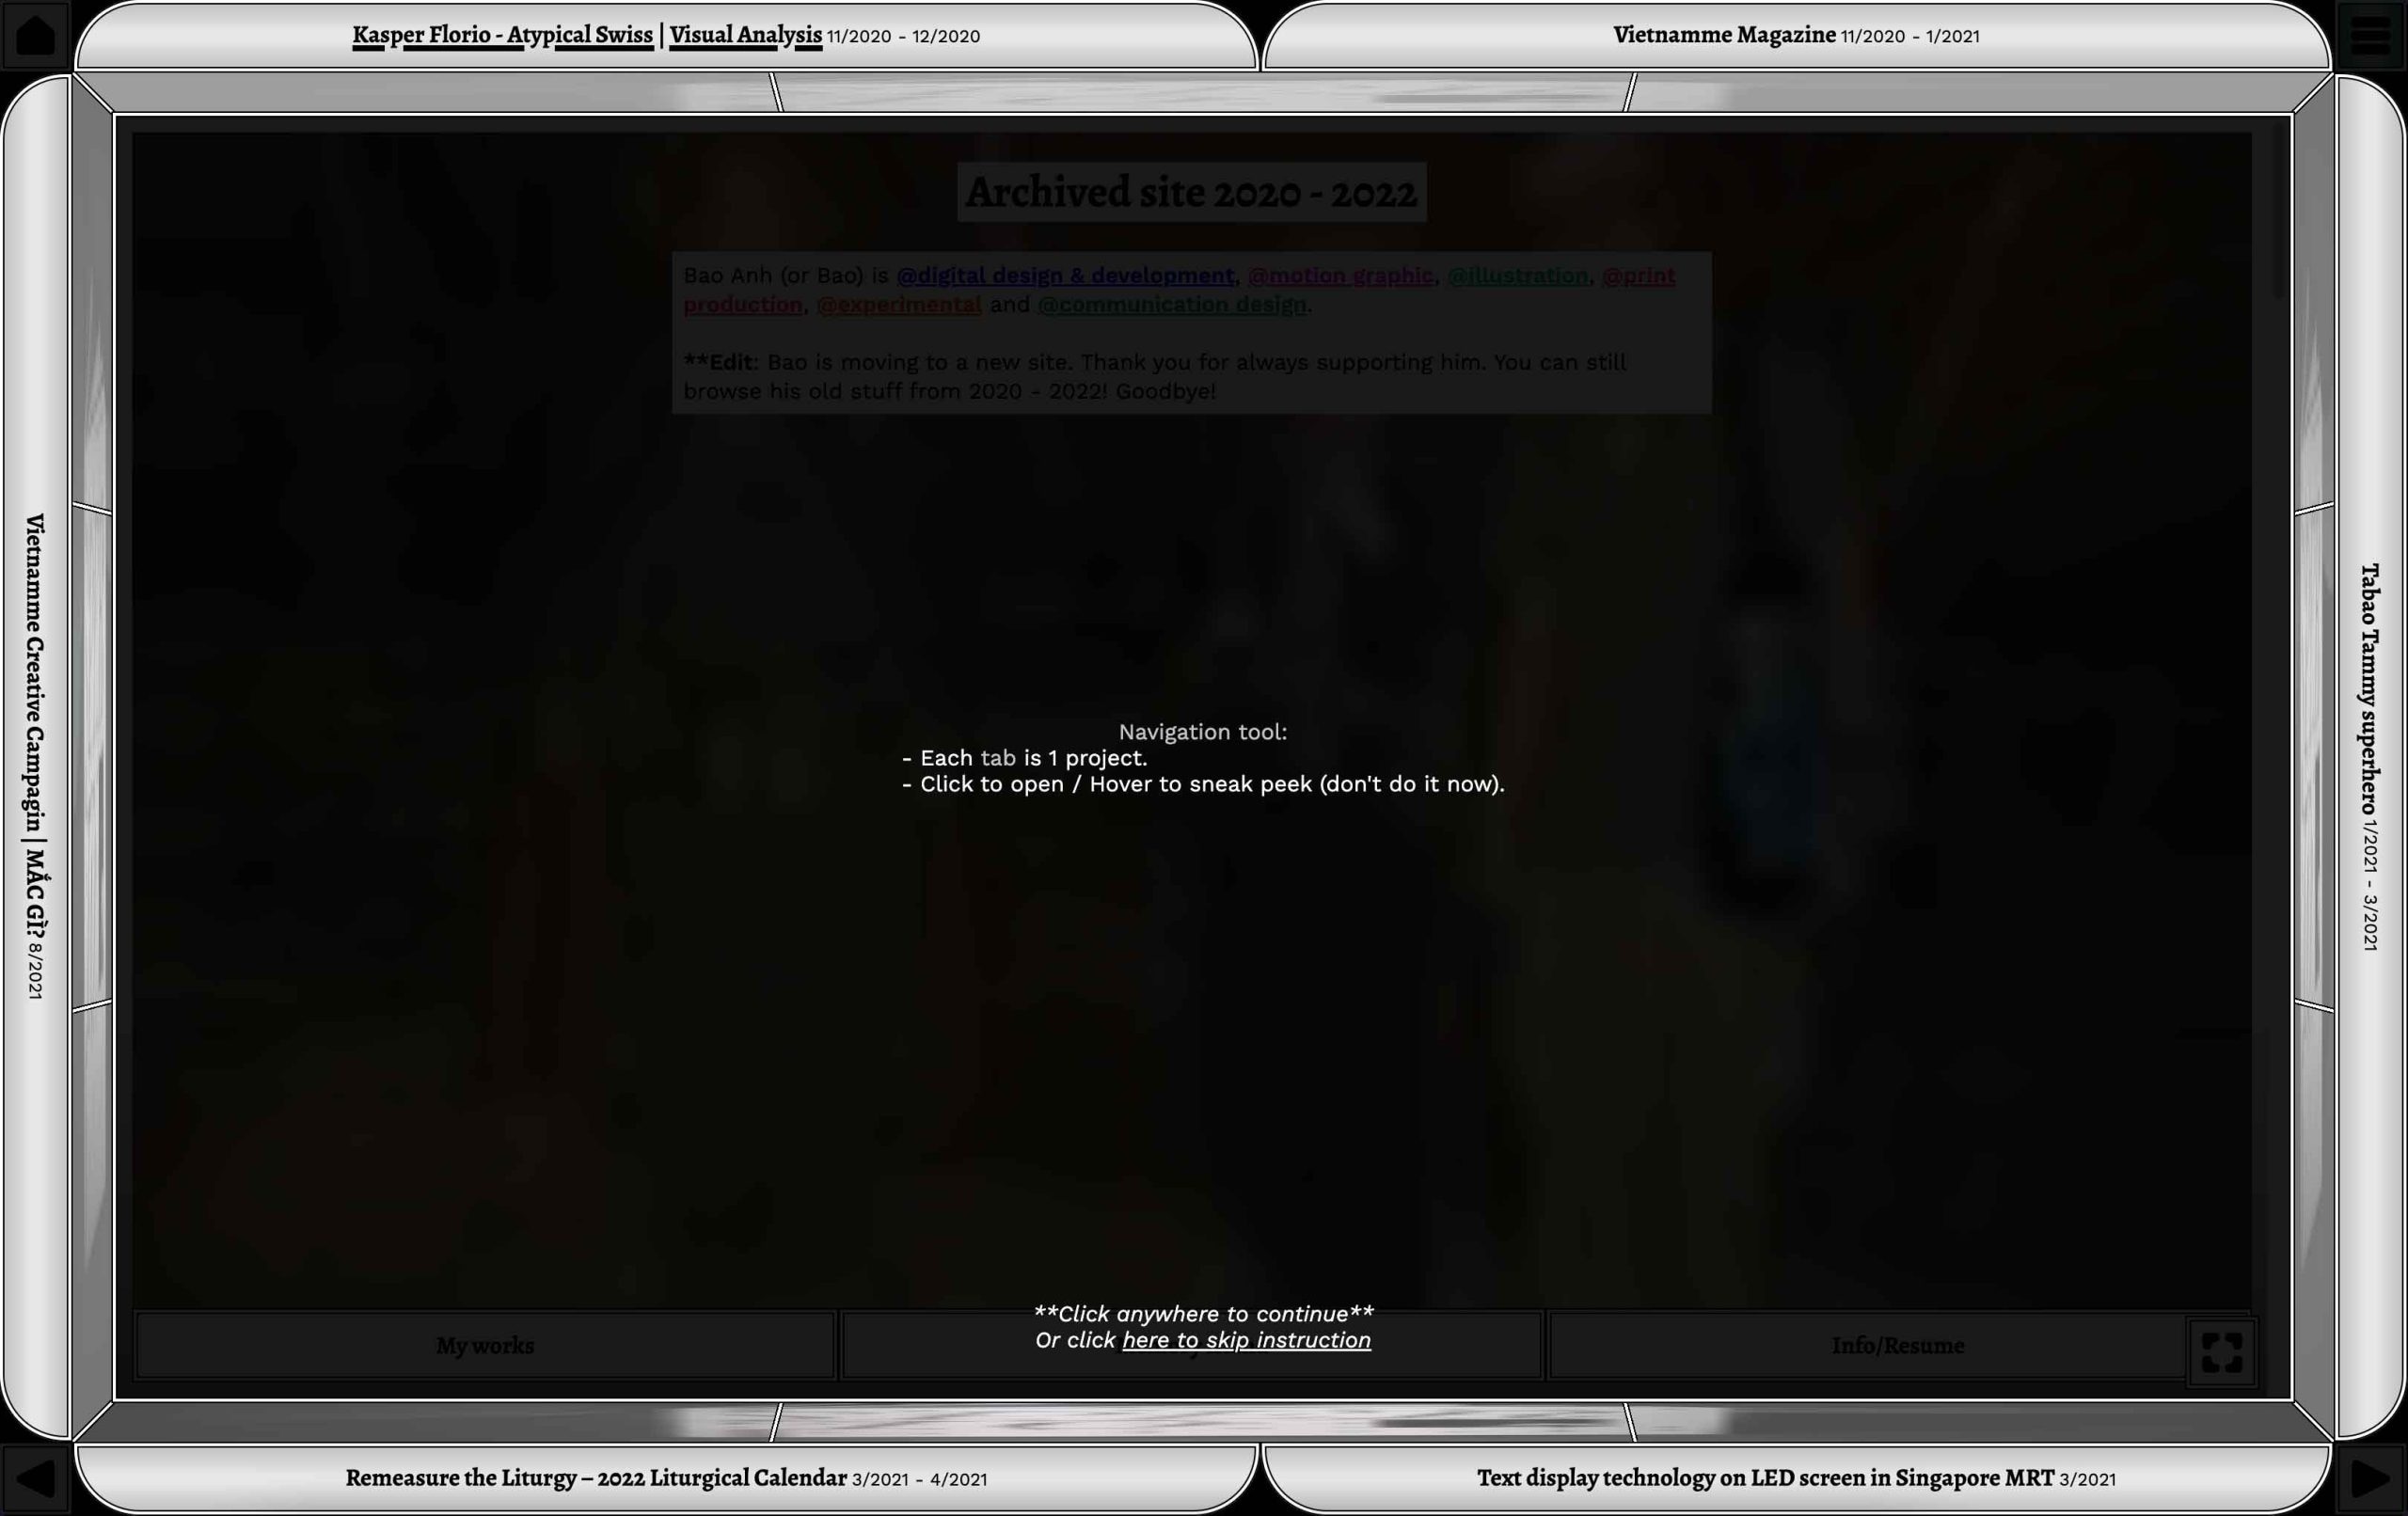 Kasper Florio - Atypical Swiss | Visual Analysis 11/2020 - 12/2020
Vietnamme Magazine 11/2020 - 1/2021
Archived site 2020 - 2022
Bao Anh (or Bao) is @digital design & development, @motion graphic, @illustration, @print
production, @experimental and @communication design.
**Edit: Bao is moving to a new site. Thank you for always supporting him. You can still
browse his old stuff from 2020 - 2022! Goodbye!
Vietnamme Creative Campagin | MẮC GÌ? 8/2021
Tabao Tammy superhero 1/2021 - 3/2021
Navigation tool:
- Each tab is 1 project.
- Click to open / Hover to sneak peek (don't do it now).
**Click anywhere to continue**
Or click here to skip instruction
My works
Info/Resume
Remeasure the Liturgy – 2022 Liturgical Calendar 3/2021 - 4/2021
Text display technology on LED screen in Singapore MRT 3/2021